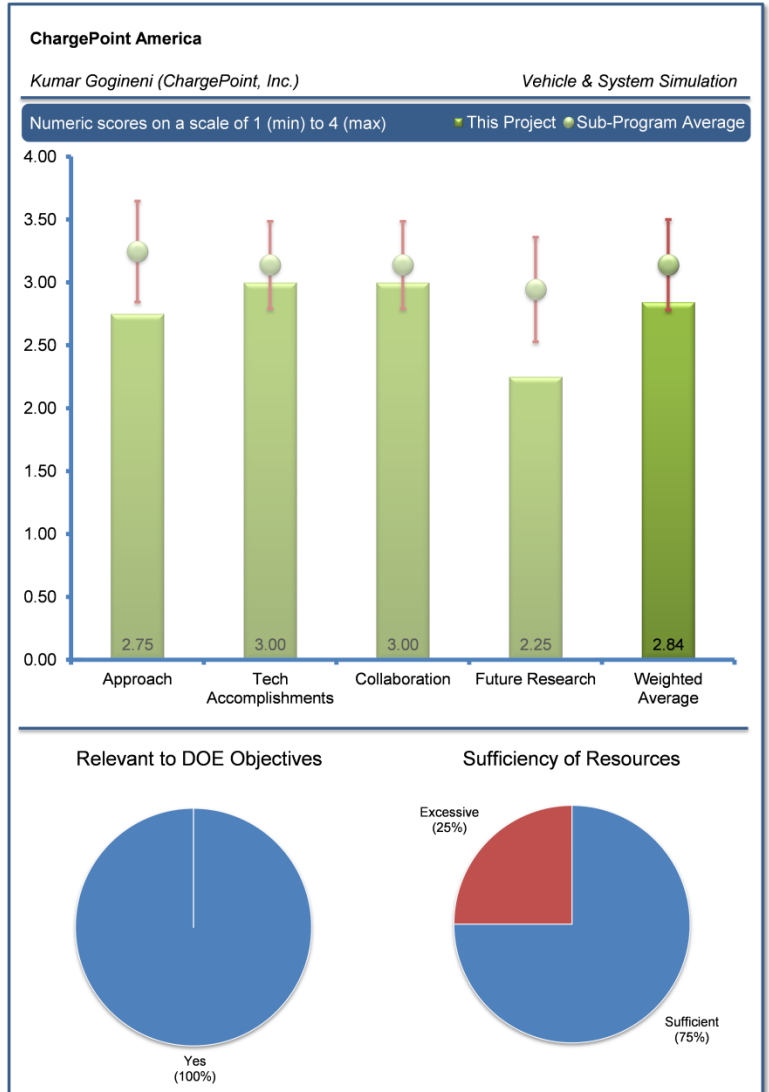 ChargePoint America
Kumar Gogineni (ChargePoint, Inc.) Vehicle & System Simulation
Numeric scores on a scale of 1 (min) to 4 (max) This Project Sub-Program Average
4.00
3.50
3.00
2.50
2.00
1.50
1.00
0.50
0.00
2.75 3.00 3.00 2.25 2.84
Approach Tech Accomplishments Collaboration Future Research Weighted Average
Relevant to DOE Objectives Sufficiency of Resources
Excessive
(25%)
Sufficient
(75%)
Yes
(100%)